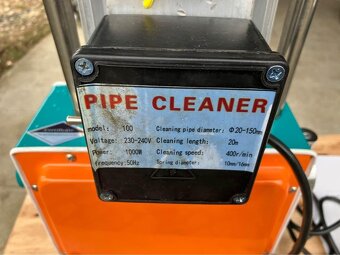 PIPE CLEANER
model: 100 Cleaning pipe diameter: Φ20-150mm
Voltage: 230-240V Cleaning length: 20m
Power: 1000W Cleaning speed: 400r/min
Frequency:50Hz Spring diameter: 10mm/16mm